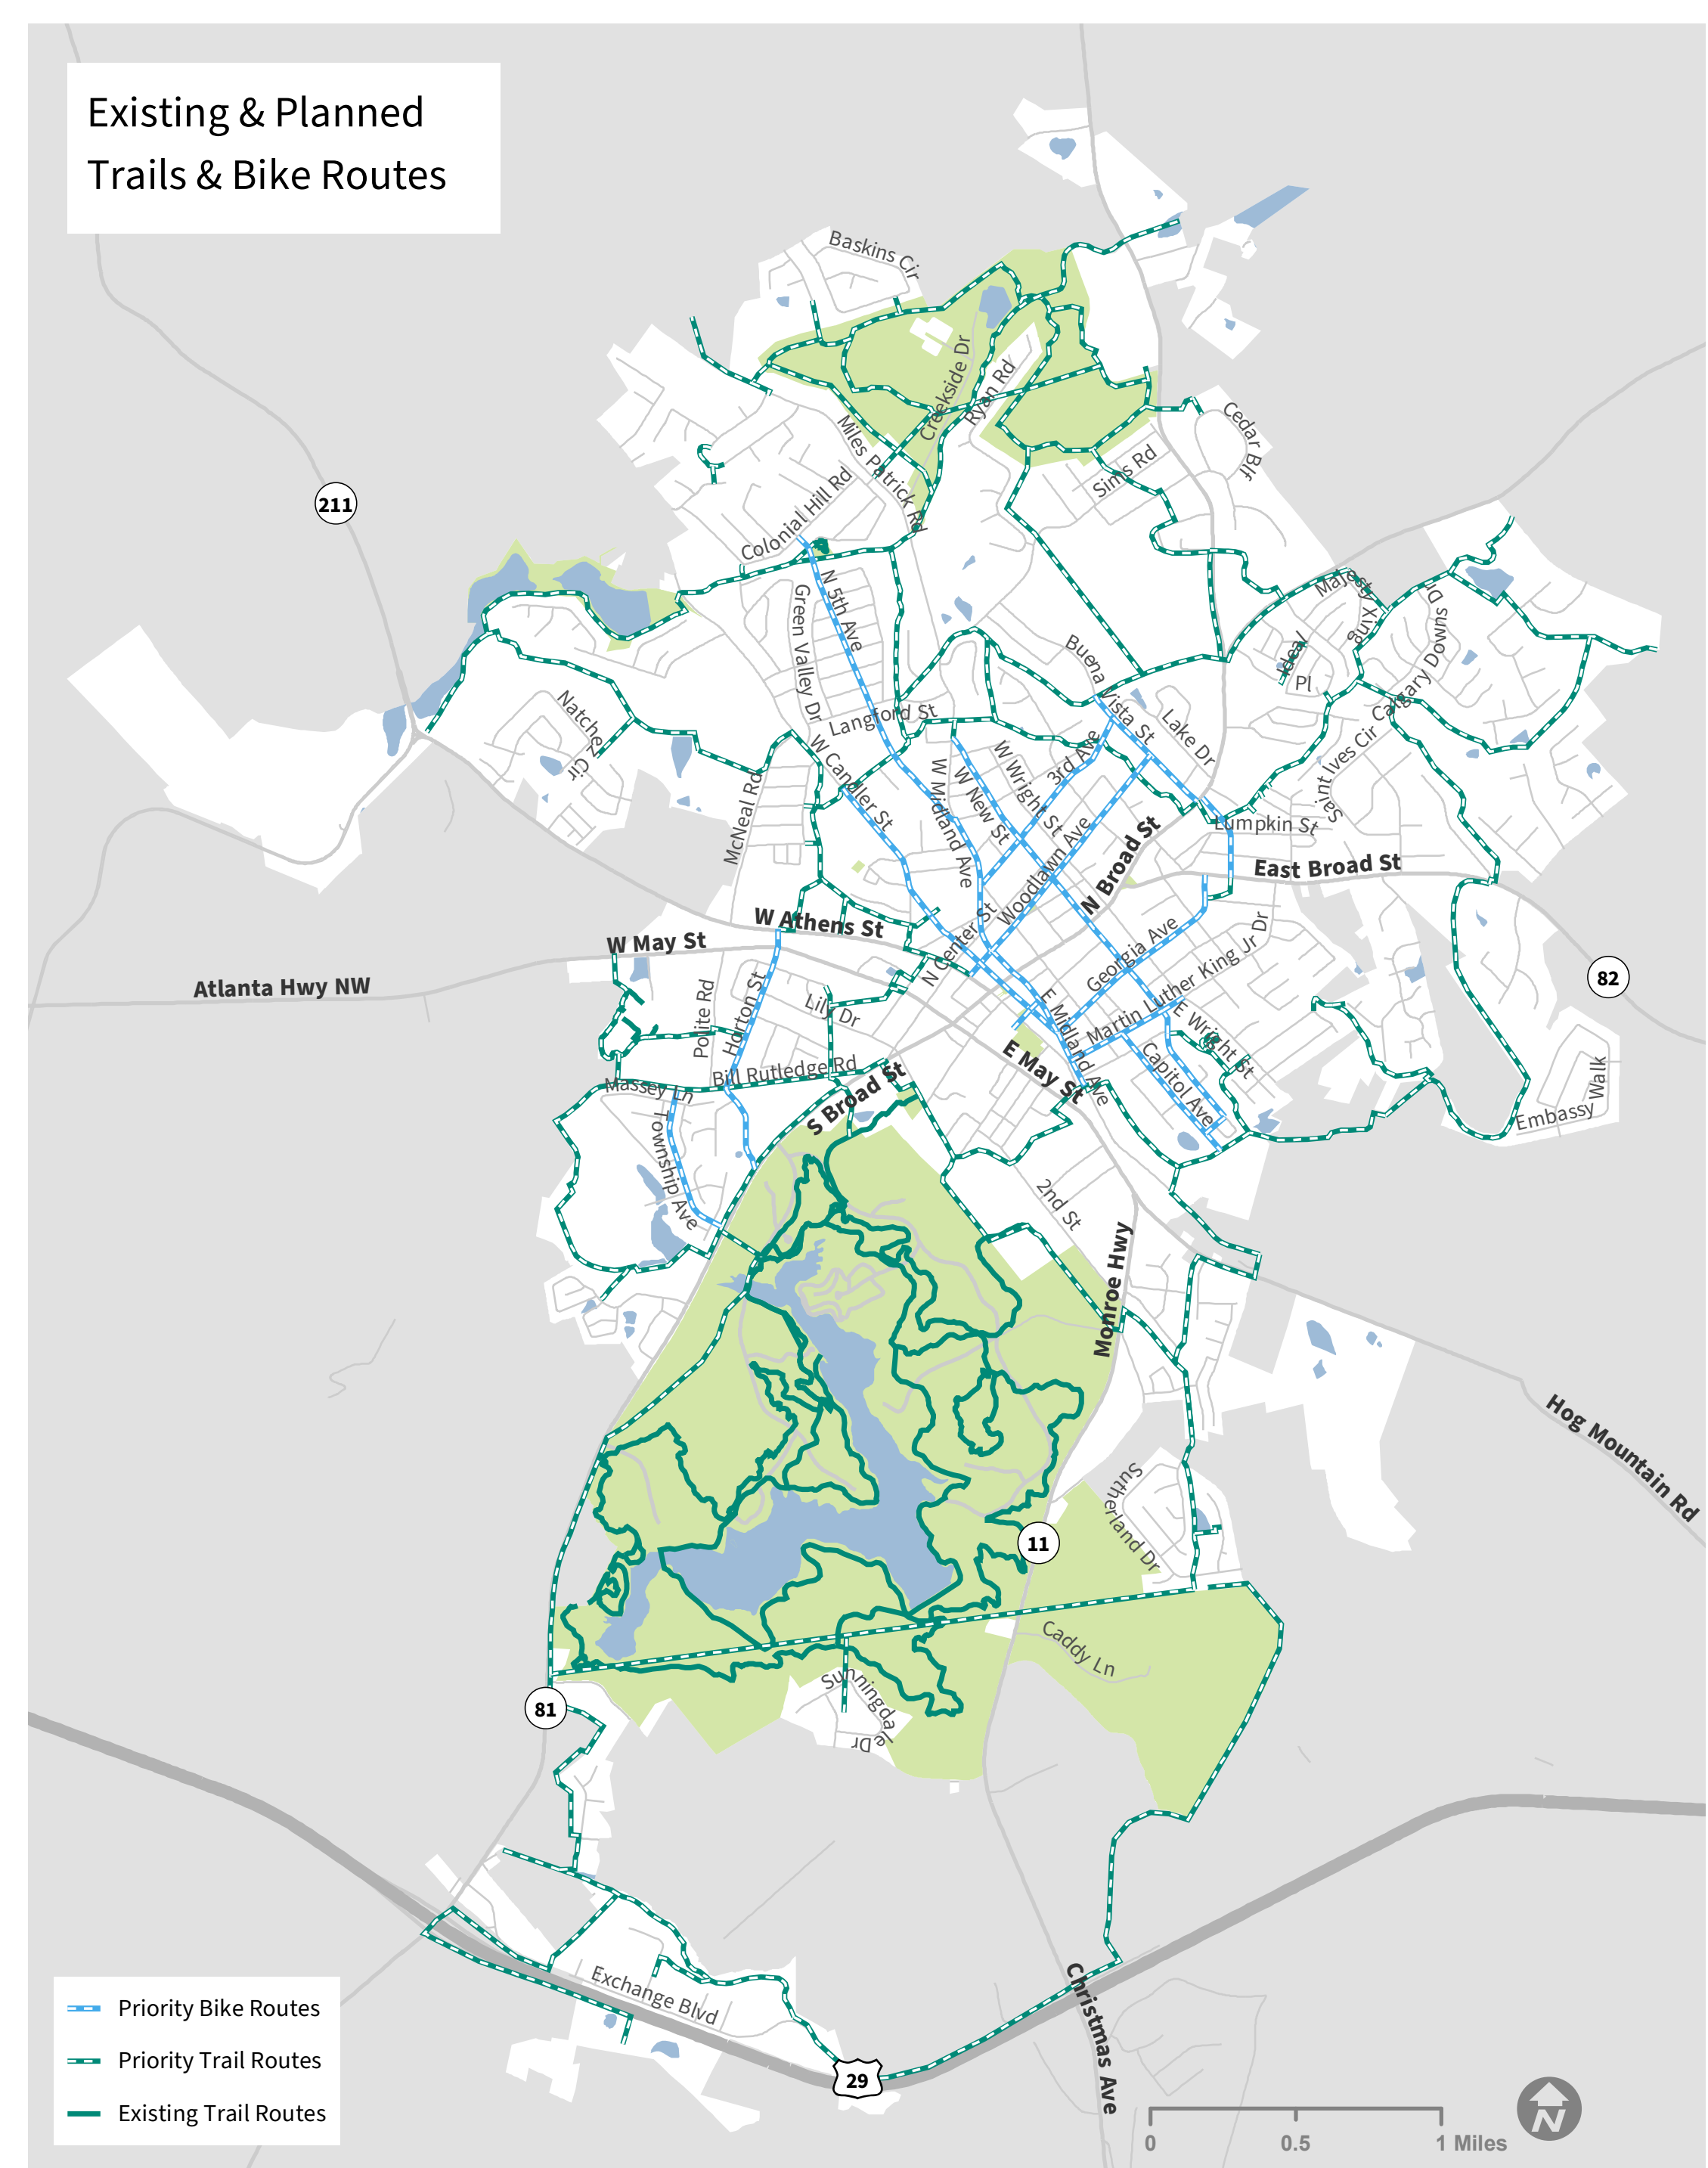 Existing & Planned
Trails & Bike Routes
Baskins Cir
Creekside Dr
Ryan Rd
Miles Patrick Rd
Cedar Blf
Sims Rd
211
Colonial Hill Rd
N 5th Ave
Green Valley Dr
Majesty Xing
Ideal
Pl
Calgary Downs Dr
Buena Vista St
Lake Dr
Natchez Cir
Langford St
W Candler St
W Midland Ave
W New St
W Wright St
3rd Ave
Saint Ives Cir
McNeal Rd
Woodlawn Ave
Lumpkin St
N Broad St
East Broad St
W Athens St
W May St
N Center St
Georgia Ave
Martin Luther King Jr Dr
Atlanta Hwy NW
82
Polite Rd
Horton St
Lily Dr
E Midland Ave
E Wright St
Capitol Ave
E May St
Bill Rutledge Rd
Massey Ln
S Broad St
Embassy Walk
Township Ave
2nd St
Monroe Hwy
Hog Mountain Rd
Sutherland Dr
11
Caddy Ln
Sunningdale Dr
81
Exchange Blvd
Christmas Ave
29
Priority Bike Routes
Priority Trail Routes
Existing Trail Routes
0 0.5 1 Miles
N